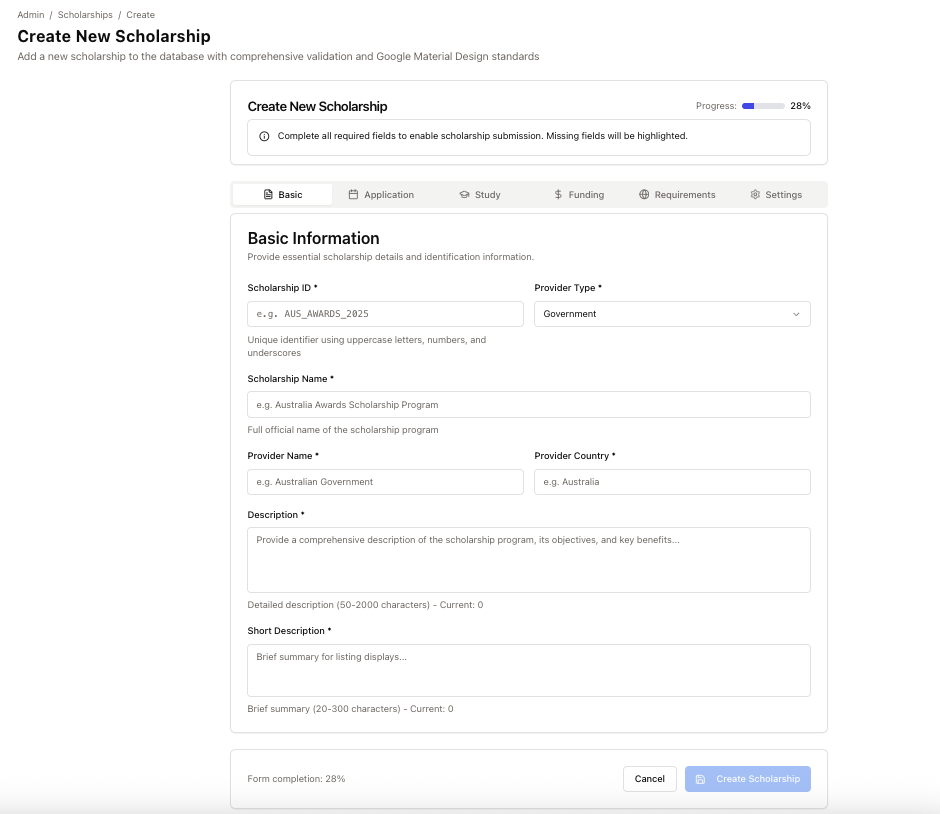 Admin / Scholarships / Create
Create New Scholarship
Add a new scholarship to the database with comprehensive validation and Google Material Design standards
Create New Scholarship
Progress: 28%
Complete all required fields to enable scholarship submission. Missing fields will be highlighted.
Basic Application Study Funding Requirements Settings
Basic Information
Provide essential scholarship details and identification information.
Scholarship ID * Provider Type *
e.g. AUS_AWARDS_2025 Government
Unique identifier using uppercase letters, numbers, and
underscores
Scholarship Name *
e.g. Australia Awards Scholarship Program
Full official name of the scholarship program
Provider Name * Provider Country *
e.g. Australian Government e.g. Australia
Description *
Provide a comprehensive description of the scholarship program, its objectives, and key benefits...
Detailed description (50-2000 characters) - Current: 0
Short Description *
Brief summary for listing displays...
Brief summary (20-300 characters) - Current: 0
Form completion: 28% Cancel Create Scholarship